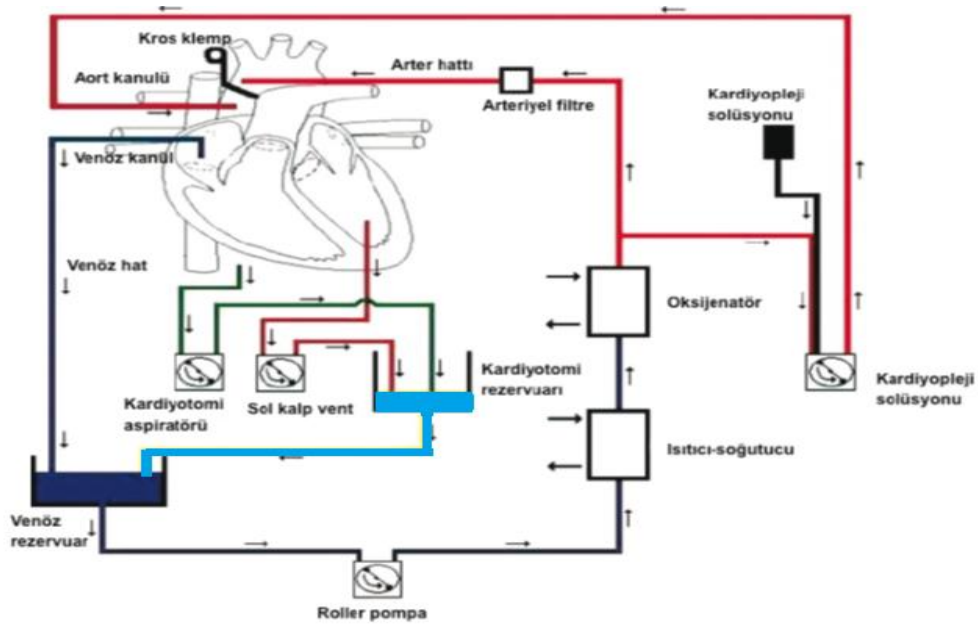 Kros klemp
Aort kanülü
Arter hattı
Arteriyel filtre
Kardiyopleji
solüsyonu
Venöz kanül
Venöz hat
Oksijenatör
Kardiyotomi
rezervuarı
Kardiyopleji
solüsyonu
Kardiyotomi
aspiratörü
Sol kalp vent
Isıtıcı-soğutucu
Venöz
rezervuar
Roller pompa